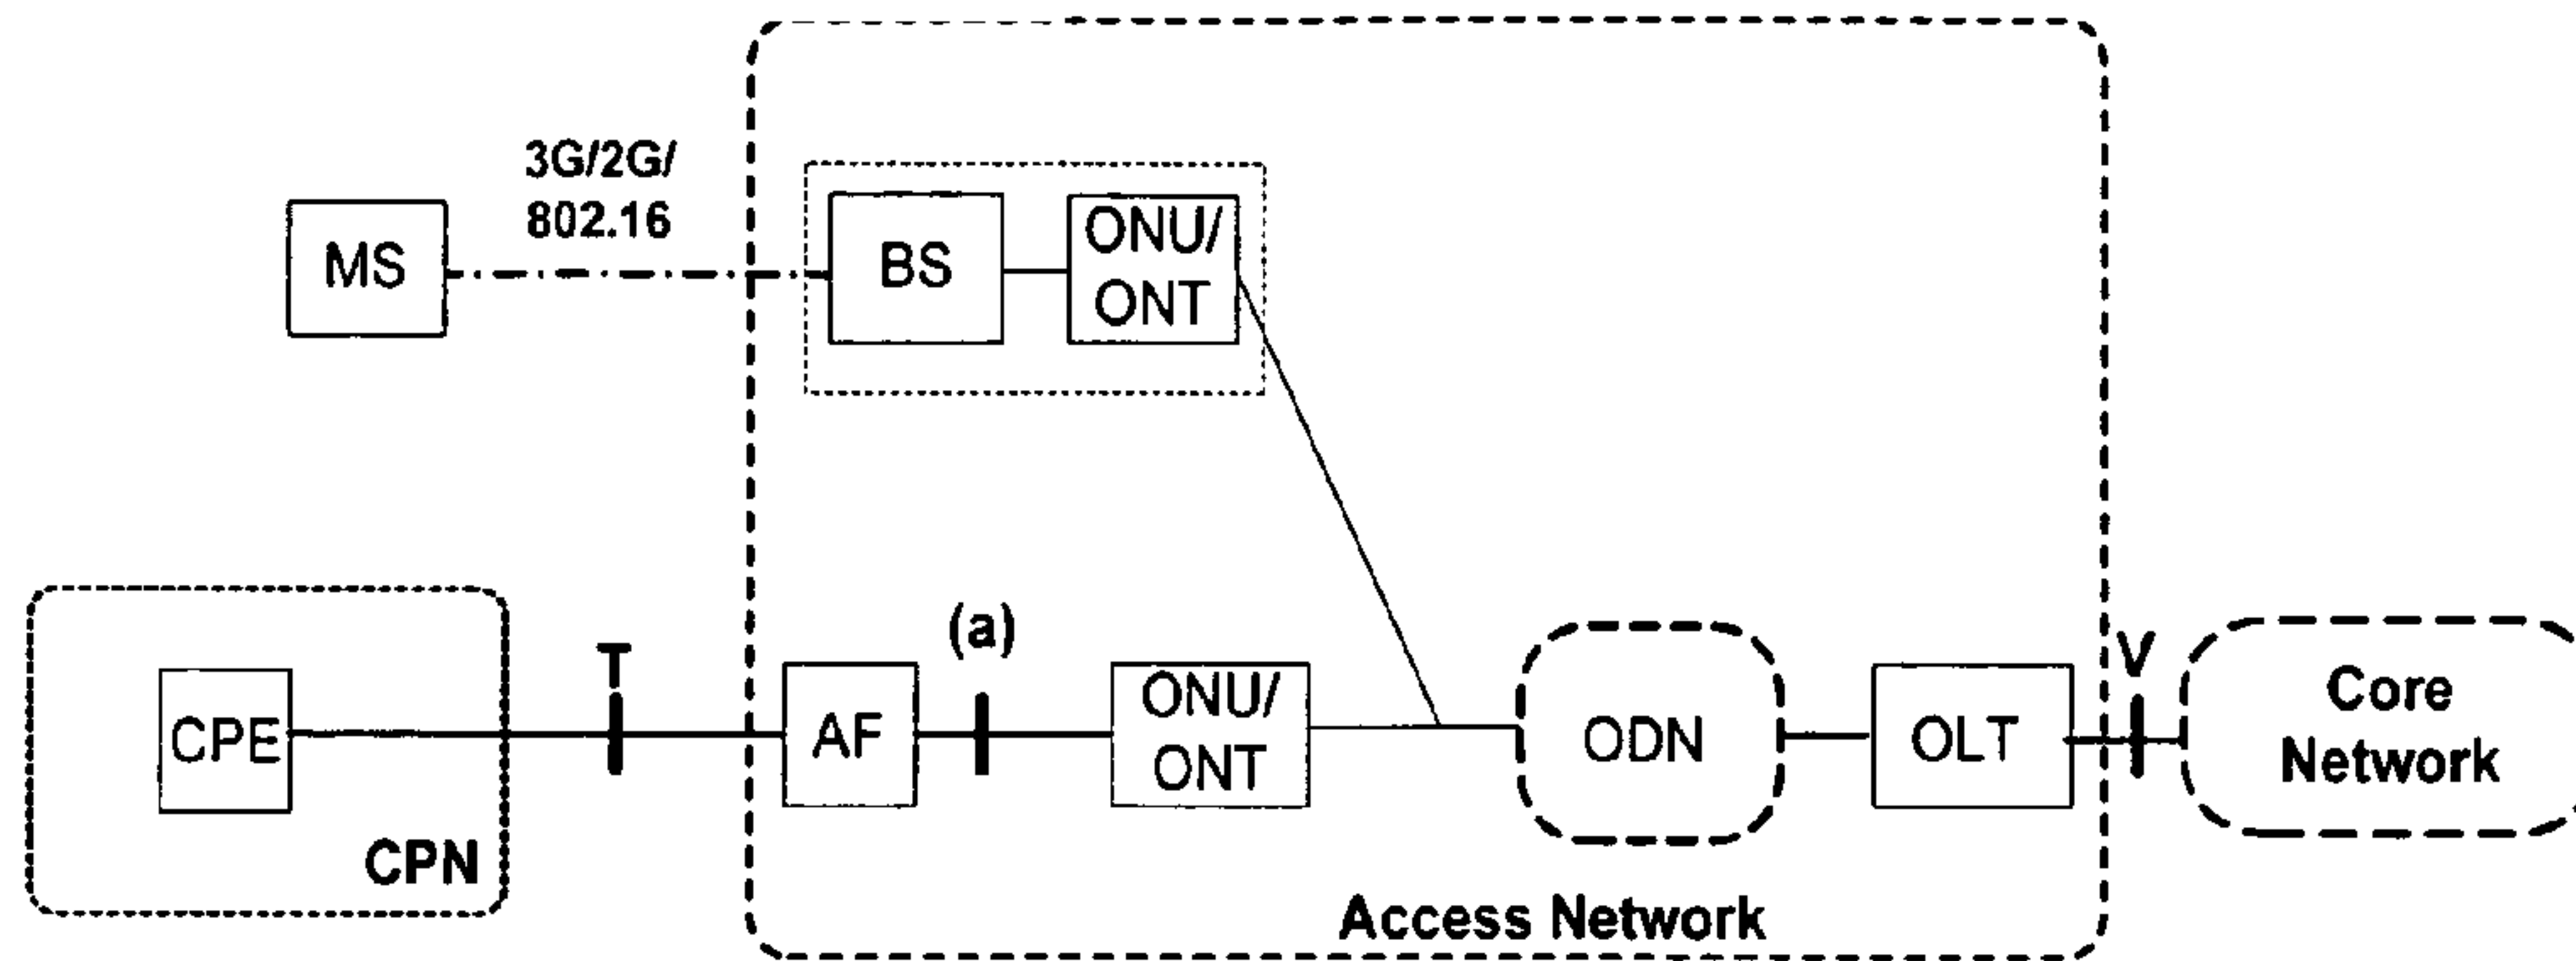 3G/2G/
802.16
MS
BS
ONU/
ONT
CPE
CPN
T
AF
(a)
ONU/
ONT
ODN
OLT
V
Core
Network
Access Network